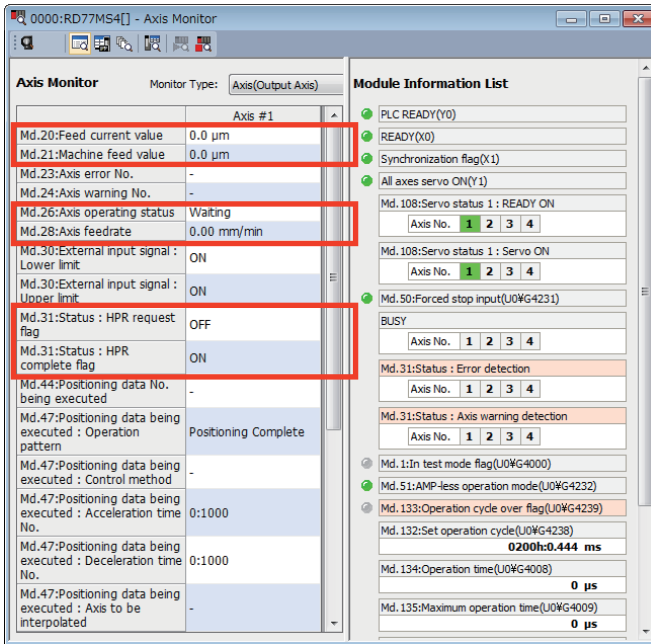 0000:RD77MS4[] - Axis Monitor
Axis Monitor
Monitor Type:
Axis(Output Axis)
Axis #1
Md.20:Feed current value
0.0 µm
Md.21:Machine feed value
0.0 µm
Md.23:Axis error No.
-
Md.24:Axis warning No.
-
Md.26:Axis operating status
Waiting
Md.28:Axis feedrate
0.00 mm/min
Md.30:External input signal :
Lower limit
ON
Md.30:External input signal :
Upper limit
ON
Md.31:Status : HPR request
flag
OFF
Md.31:Status : HPR
complete flag
ON
Md.44:Positioning data No.
being executed
-
Md.47:Positioning data being
executed : Operation
pattern
Positioning Complete
Md.47:Positioning data being
executed : Control method
-
Md.47:Positioning data being
executed : Acceleration time
No.
0:1000
Md.47:Positioning data being
executed : Deceleration time
No.
0:1000
Md.47:Positioning data being
executed : Axis to be
interpolated
-
Module Information List
PLC READY(Y0)
READY(X0)
Synchronization flag(X1)
All axes servo ON(Y1)
Md.108:Servo status 1 : READY ON
Axis No. 1 2 3 4
Md.108:Servo status 1 : Servo ON
Axis No. 1 2 3 4
Md.50:Forced stop input(U0¥G4231)
BUSY
Axis No. 1 2 3 4
Md.31:Status : Error detection
Axis No. 1 2 3 4
Md.31:Status : Axis warning detection
Axis No. 1 2 3 4
Md.1:In test mode flag(U0¥G4000)
Md.51:AMP-less operation mode(U0¥G4232)
Md.133:Operation cycle over flag(U0¥G4239)
Md.132:Set operation cycle(U0¥G4238)
0200h:0.444 ms
Md.134:Operation time(U0¥G4008)
0 µs
Md.135:Maximum operation time(U0¥G4009)
0 µs